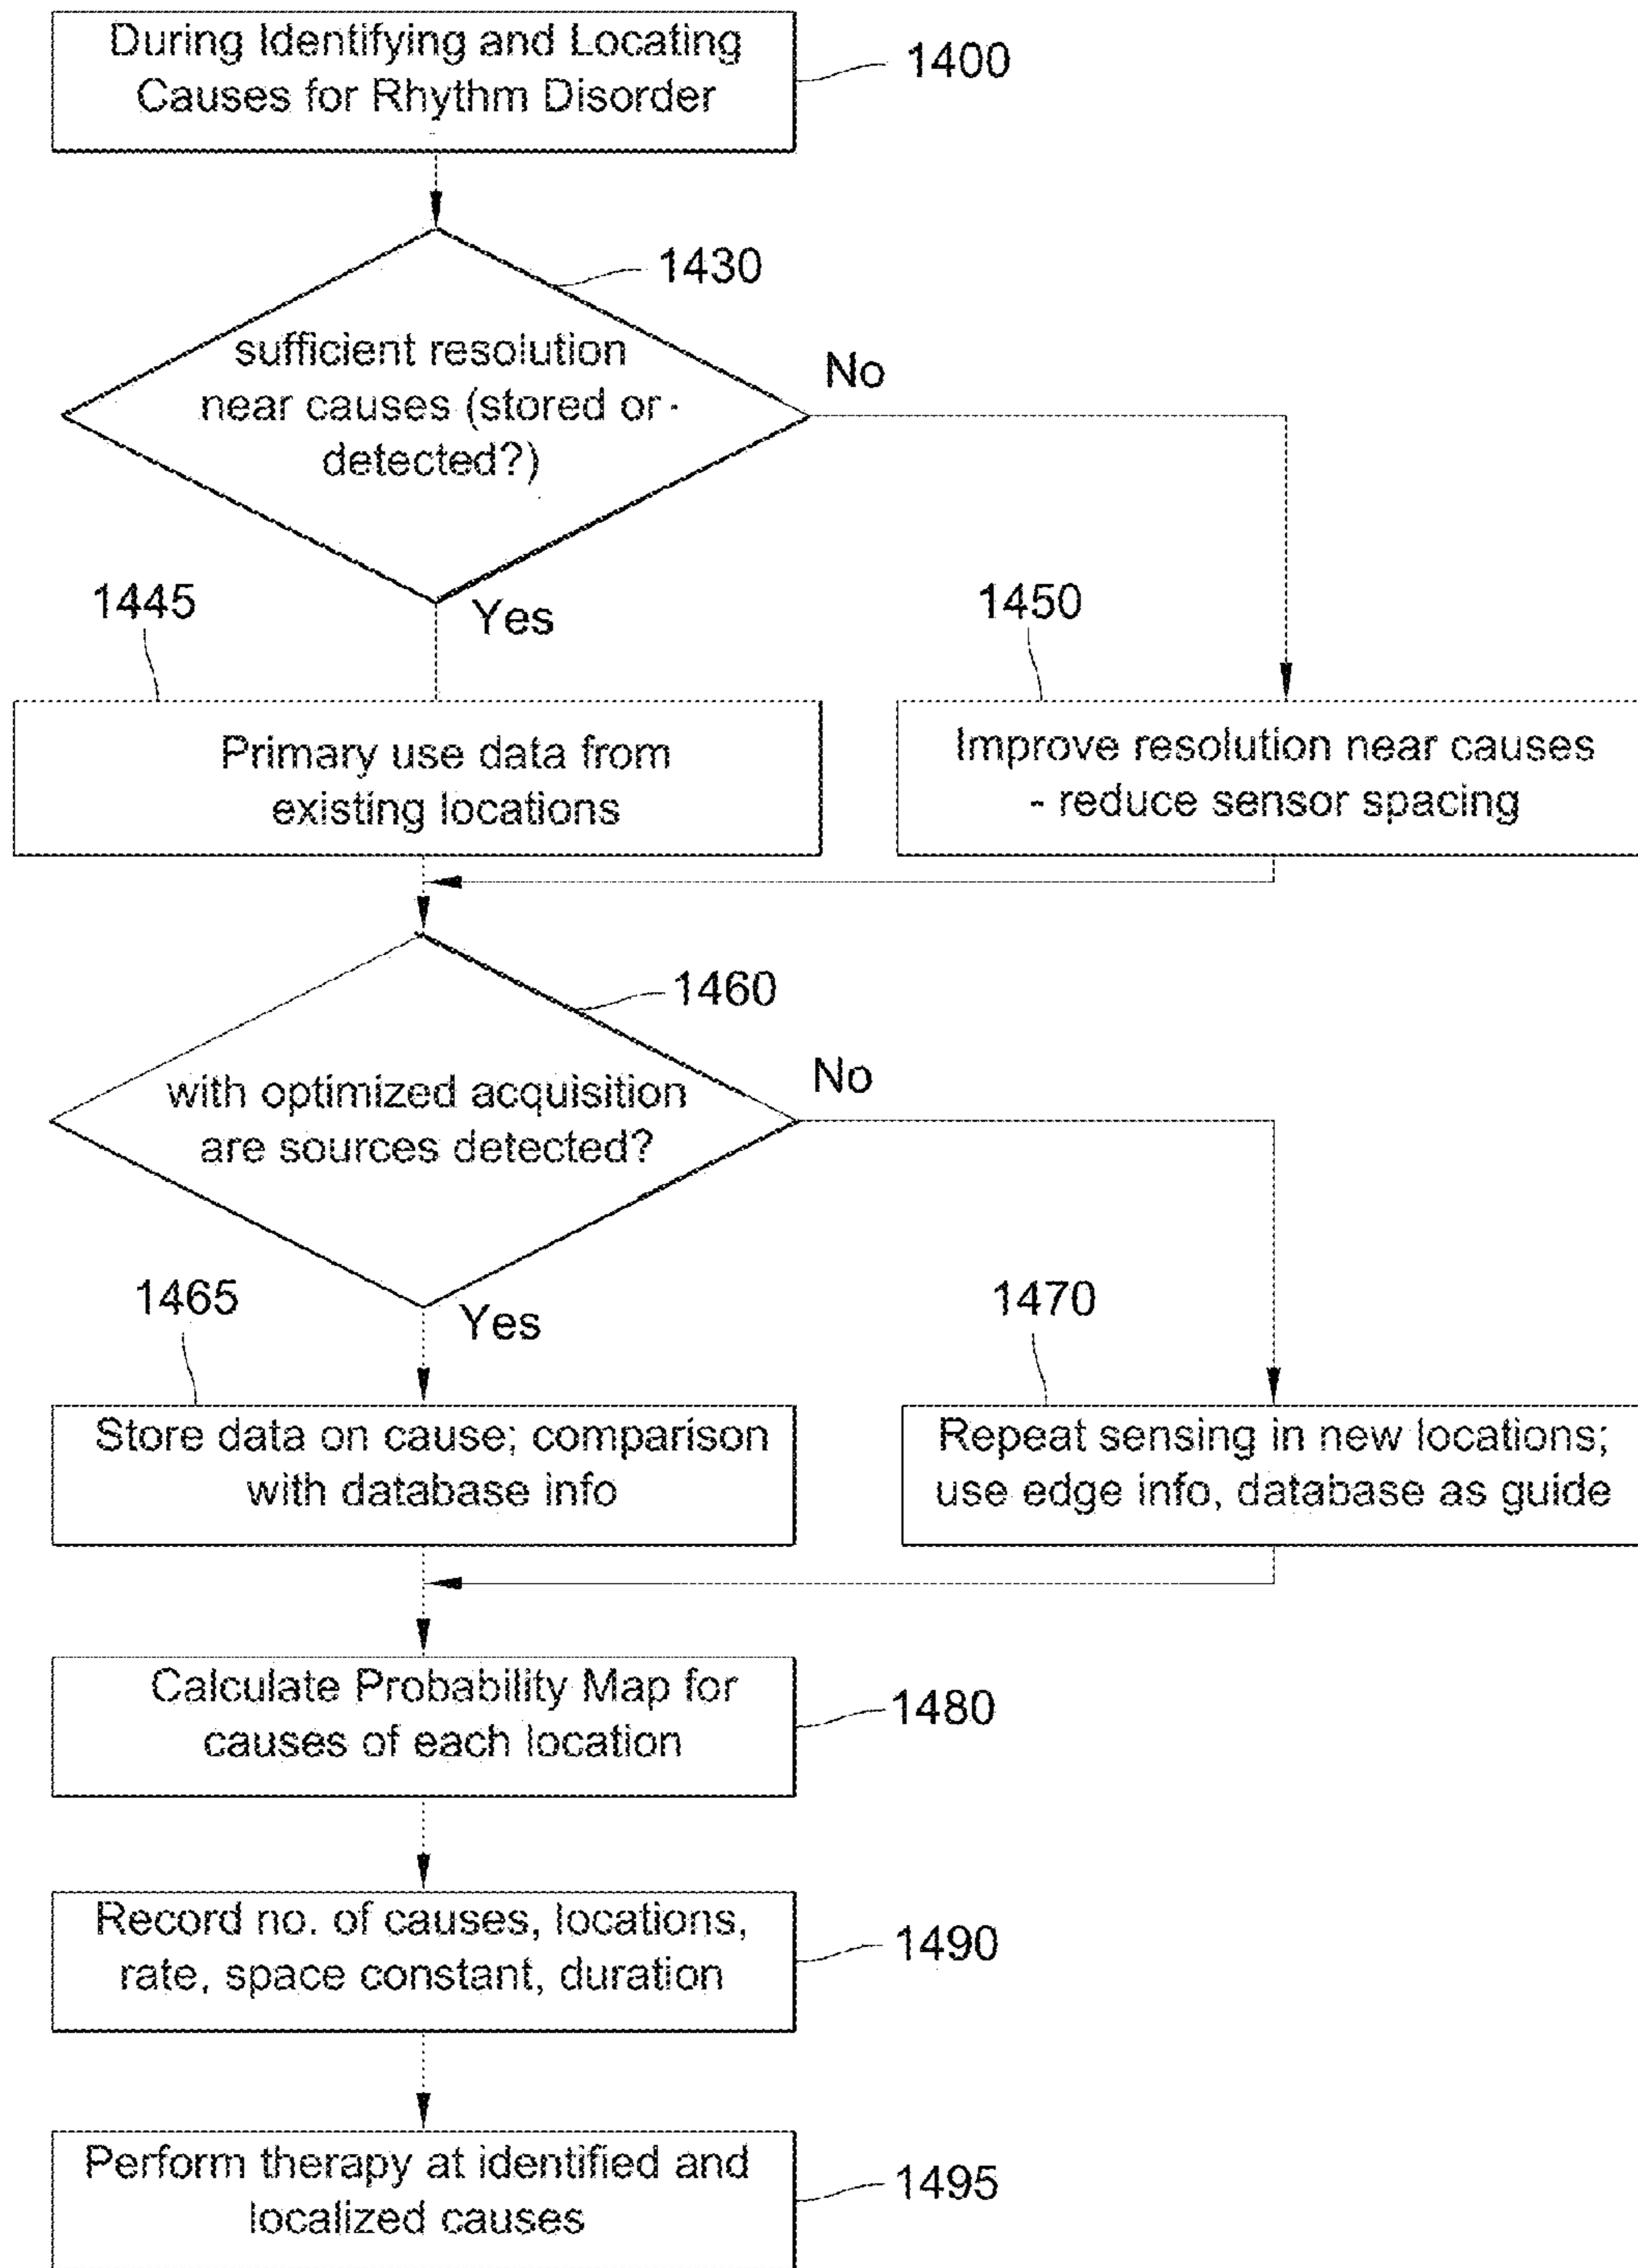 During Identifying and Locating
Causes for Rhythm Disorder
1400
1430
sufficient resolution
near causes (stored or
detected?)
No
Yes
1445
1450
Primary use data from
existing locations
Improve resolution near causes
- reduce sensor spacing
1460
with optimized acquisition
are sources detected?
No
Yes
1465
1470
Store data on cause; comparison
with database info
Repeat sensing in new locations;
use edge info, database as guide
Calculate Probability Map for
causes of each location
1480
Record no. of causes, locations,
rate, space constant, duration
1490
Perform therapy at identified and
localized causes
1495